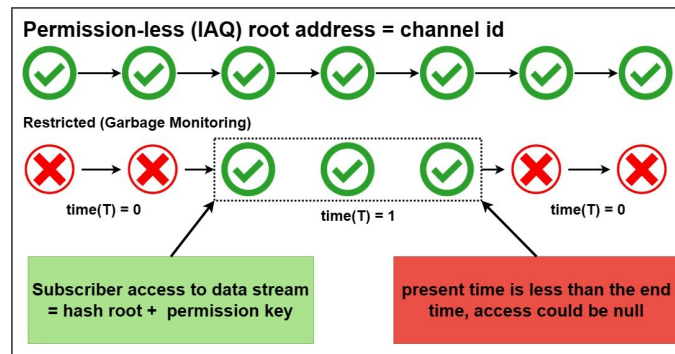 Permission-less (IAQ) root address = channel id
Restricted (Garbage Monitoring)
time(T) = 0
time(T) = 1
time(T) = 0
Subscriber access to data stream
= hash root + permission key
present time is less than the end
time, access could be null